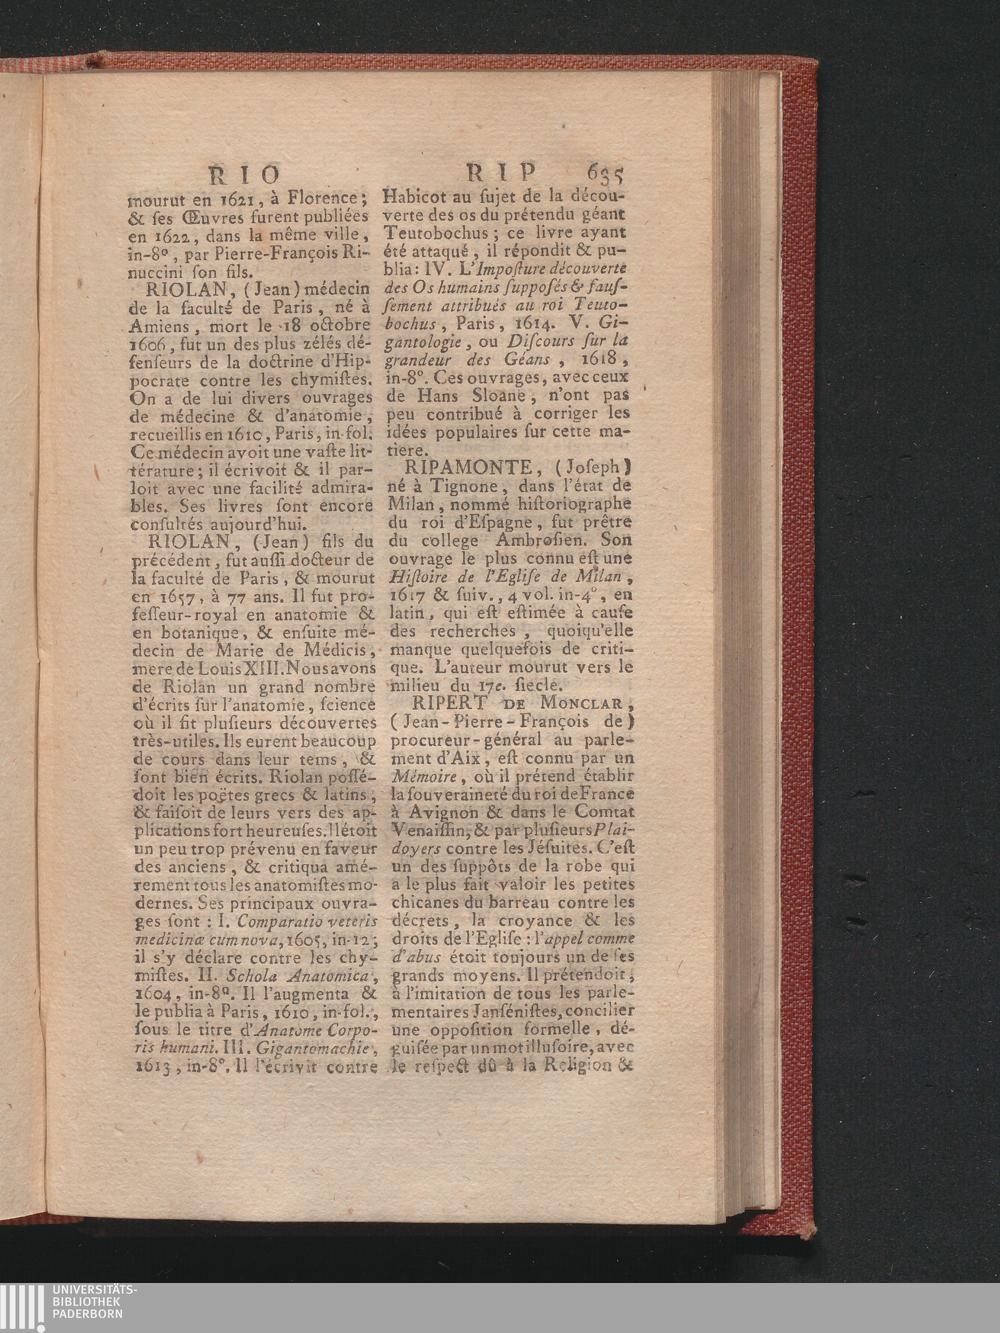 RIO
mourut en 1621, à Florence;
& ſes Œuvres furent publiées
en 1622, dans la même ville,
in-8°, par Pierre-François Ri-
nuccini ſon fils.
RIOLAN, (Jean) médecin
de la faculté de Paris, né à
Amiens, mort le 18 octobre
1606, fut un des plus zélés dé-
fenſeurs de la doctrine d'Hip-
pocrate contre les chymiſtes.
On a de lui divers ouvrages
de médecine & d'anatomie,
recueillis en 1610, Paris, in-fol.
Ce médecin avoit une vaſte lit-
térature; il écrivoit & il par-
loit avec une facilité admira-
bles. Ses livres ſont encore
conſultés aujourd'hui.
RIOLAN, (Jean) fils du
précédent, fut auſſi docteur de
la faculté de Paris, & mourut
en 1657, à 77 ans. Il fut pro-
feſſeur-royal en anatomie &
en botanique, & enſuite mé-
decin de Marie de Médicis,
mere de Louis XIII. Nous avons
de Riolan un grand nombre
d'écrits ſur l'anatomie, ſcience
où il fit pluſieurs découvertes
très-utiles. Ils eurent beaucoup
de cours dans leur tems, &
ſont bien écrits. Riolan poſſé-
doit les poëtes grecs & latins,
& faiſoit de leurs vers des ap-
plications fort heureuſes. Il étoit
un peu trop prévenu en faveur
des anciens, & critiqua amé-
rement tous les anatomiſtes mo-
dernes. Ses principaux ouvra-
ges ſont : I. Comparatio veteris
medicinæ cum nova, 1605, in-12;
il s'y déclare contre les chy-
miſtes. II. Schola Anatomica,
1604, in-8°. Il l'augmenta &
le publia à Paris, 1610, in-fol.,
ſous le titre d'Anatome Corpo-
ris humani. III. Gigantomachie,
1613, in-8°. Il l'écrivit contre
RIP 635
Habicot au ſujet de la décou-
verte des os du prétendu géant
Teutobochus; ce livre ayant
été attaqué, il répondit & pu-
blia: IV. L'Impoſture découverte
des Os humains ſuppoſés & fauſ-
ſement attribués au roi Teuto-
bochus, Paris, 1614. V. Gi-
gantologie, ou Diſcours ſur la
grandeur des Géans, 1618,
in-8°. Ces ouvrages, avec ceux
de Hans Sloane, n'ont pas
peu contribué à corriger les
idées populaires ſur cette ma-
tiere.
RIPAMONTE, (Joſeph)
né à Tignone, dans l'état de
Milan, nommé hiſtoriographe
du roi d'Eſpagne, fut prêtre
du college Ambroſien. Son
ouvrage le plus connu eſt une
Hiſtoire de l'Egliſe de Milan,
1617 & ſuiv., 4 vol. in-4°, en
latin, qui eſt eſtimée à cauſe
des recherches, quoiqu'elle
manque quelquefois de criti-
que. L'auteur mourut vers le
milieu du 17e. ſiecle.
RIPERT DE MONCLAR,
(Jean-Pierre-François de)
procureur-général au parle-
ment d'Aix, eſt connu par un
Mémoire, où il prétend établir
la ſouveraineté du roi de France
à Avignon & dans le Comtat
Venaiſſin, & par pluſieurs Plai-
doyers contre les Jéſuites. C'eſt
un des ſuppôts de la robe qui
a le plus fait valoir les petites
chicanes du barreau contre les
décrets, la croyance & les
droits de l'Egliſe : l'appel comme
d'abus étoit toujours un de ſes
grands moyens. Il prétendoit,
à l'imitation de tous les parle-
mentaires Janſéniſtes, concilier
une oppoſition formelle, dé-
guiſée par un mot illuſoire, avec
le reſpect dû à la Religion &
UNIVERSITÄTS-
BIBLIOTHEK
PADERBORN